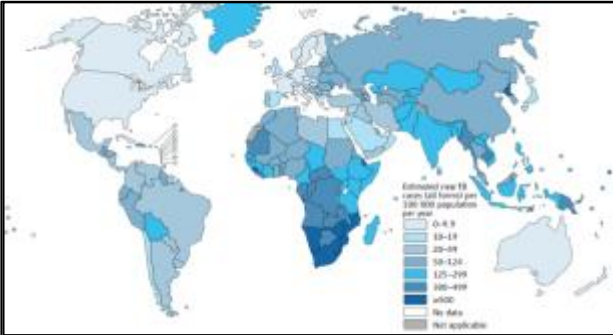 Estimated new TB
cases (all forms) per
100 000 population
per year
0–9.9
10–19
20–49
50–124
125–299
300–499
≥500
No data
Not applicable